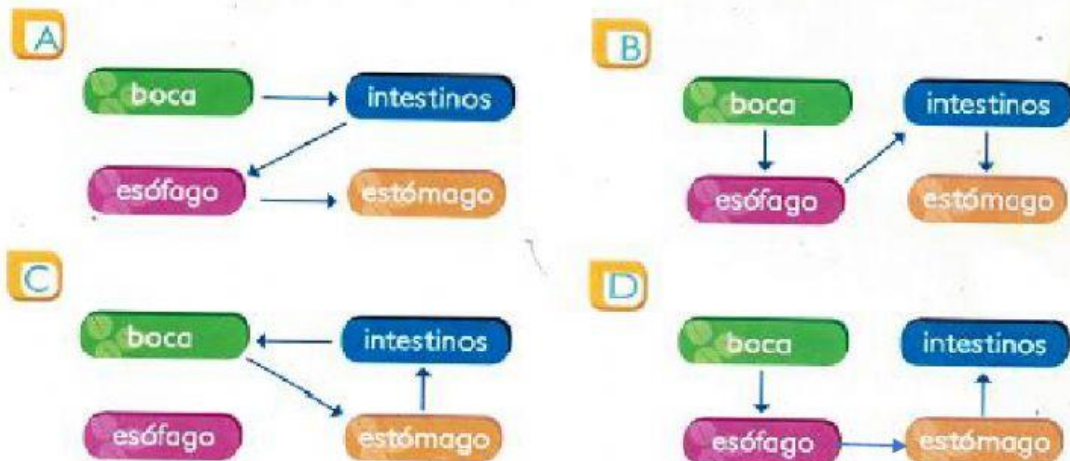 A
B
boca
intestinos
boca
intestinos
esófago
estómago
esófago
estómago
C
D
boca
intestinos
boca
intestinos
esófago
estómago
esófago
estómago